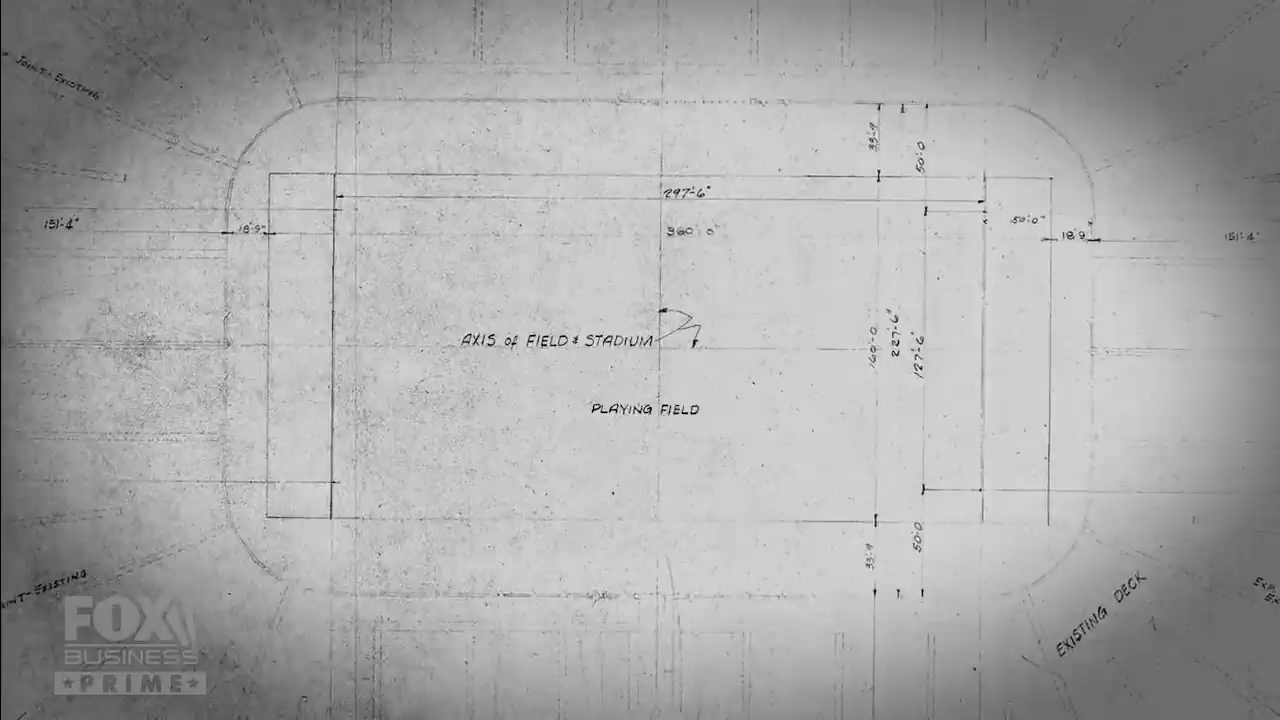 JOINT-EXISTING
33'-9
50'-0
297'-6"
151'-4"
18'-9"
360'0"
50'-0"
18'9
151'-4"
AXIS of FIELD & STADIUM
160'-0
227'-6"
127'-6"
PLAYING FIELD
50'-0
33'-9
JOINT-EXISTING
EXISTING DECK
FOX
BUSINESS
PRIME